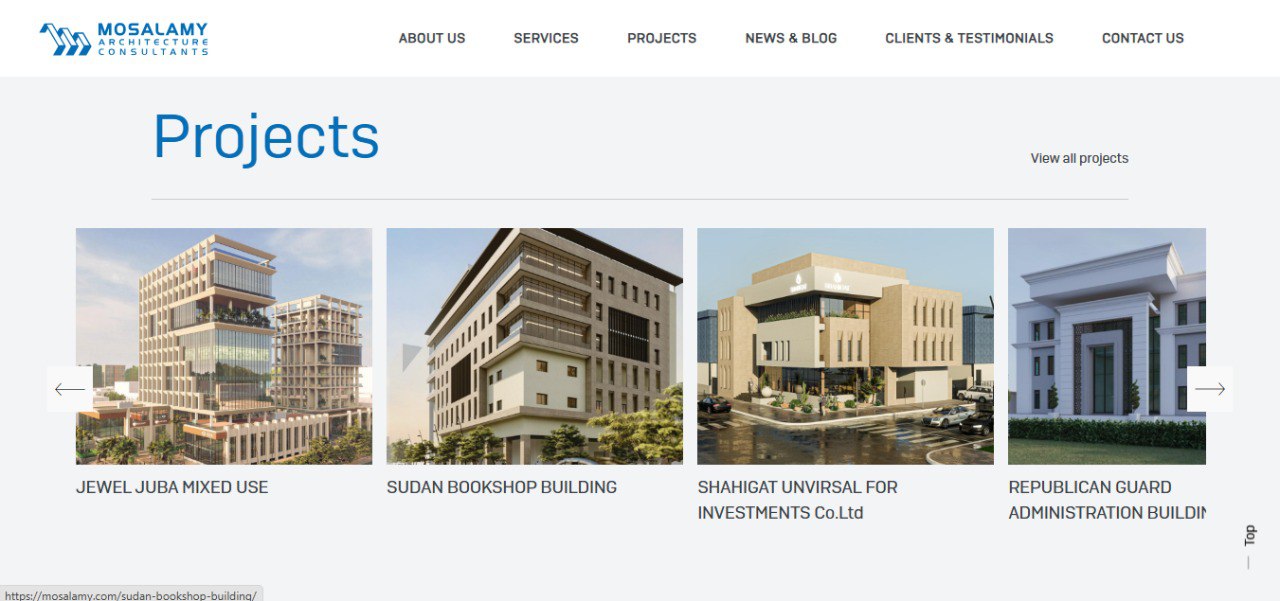 MOSALAMY
ARCHITECTURE
CONSULTANTS
ABOUT US
SERVICES
PROJECTS
NEWS & BLOG
CLIENTS & TESTIMONIALS
CONTACT US
Projects
View all projects
JEWEL JUBA MIXED USE
SUDAN BOOKSHOP BUILDING
SHAHIGAT UNVIRSAL FOR
INVESTMENTS Co.Ltd
REPUBLICAN GUARD
ADMINISTRATION BUILDIN
Top
https://mosalamy.com/sudan-bookshop-building/